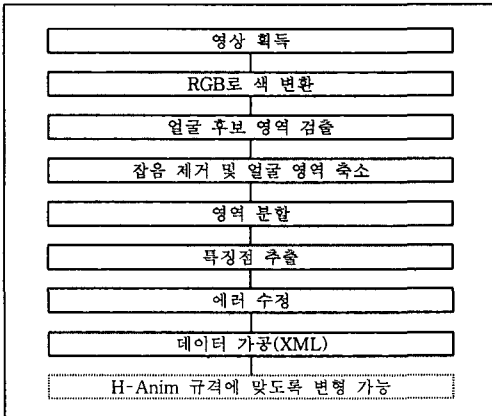 영상 획득
RGB로 색 변환
얼굴 후보 영역 검출
잡음 제거 및 얼굴 영역 축소
영역 분할
특징점 추출
에러 수정
데이터 가공(XML)
H-Anim 규격에 맞도록 변형 가능